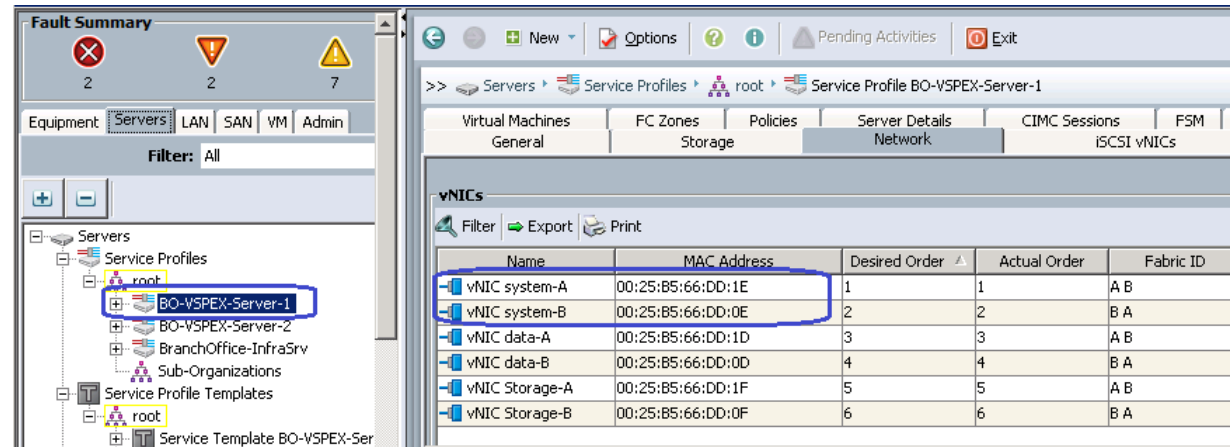 Fault Summary
2 2 7
Equipment Servers LAN SAN VM Admin
Filter: All
Servers
Service Profiles
root
BO-VSPEX-Server-1
BO-VSPEX-Server-2
BranchOffice-InfraSrv
Sub-Organizations
Service Profile Templates
root
Service Template BO-VSPEX-Ser
New Options ? i Pending Activities Exit
>> Servers Service Profiles root Service Profile BO-VSPEX-Server-1
Virtual Machines FC Zones Policies Server Details CIMC Sessions FSM
General Storage Network iSCSI vNICs
vNICs
Filter Export Print
Name MAC Address Desired Order Actual Order Fabric ID
vNIC system-A 00:25:B5:66:DD:1E 1 1 A B
vNIC system-B 00:25:B5:66:DD:0E 2 2 B A
vNIC data-A 00:25:B5:66:DD:1D 3 3 A B
vNIC data-B 00:25:B5:66:DD:0D 4 4 B A
vNIC Storage-A 00:25:B5:66:DD:1F 5 5 A B
vNIC Storage-B 00:25:B5:66:DD:0F 6 6 B A